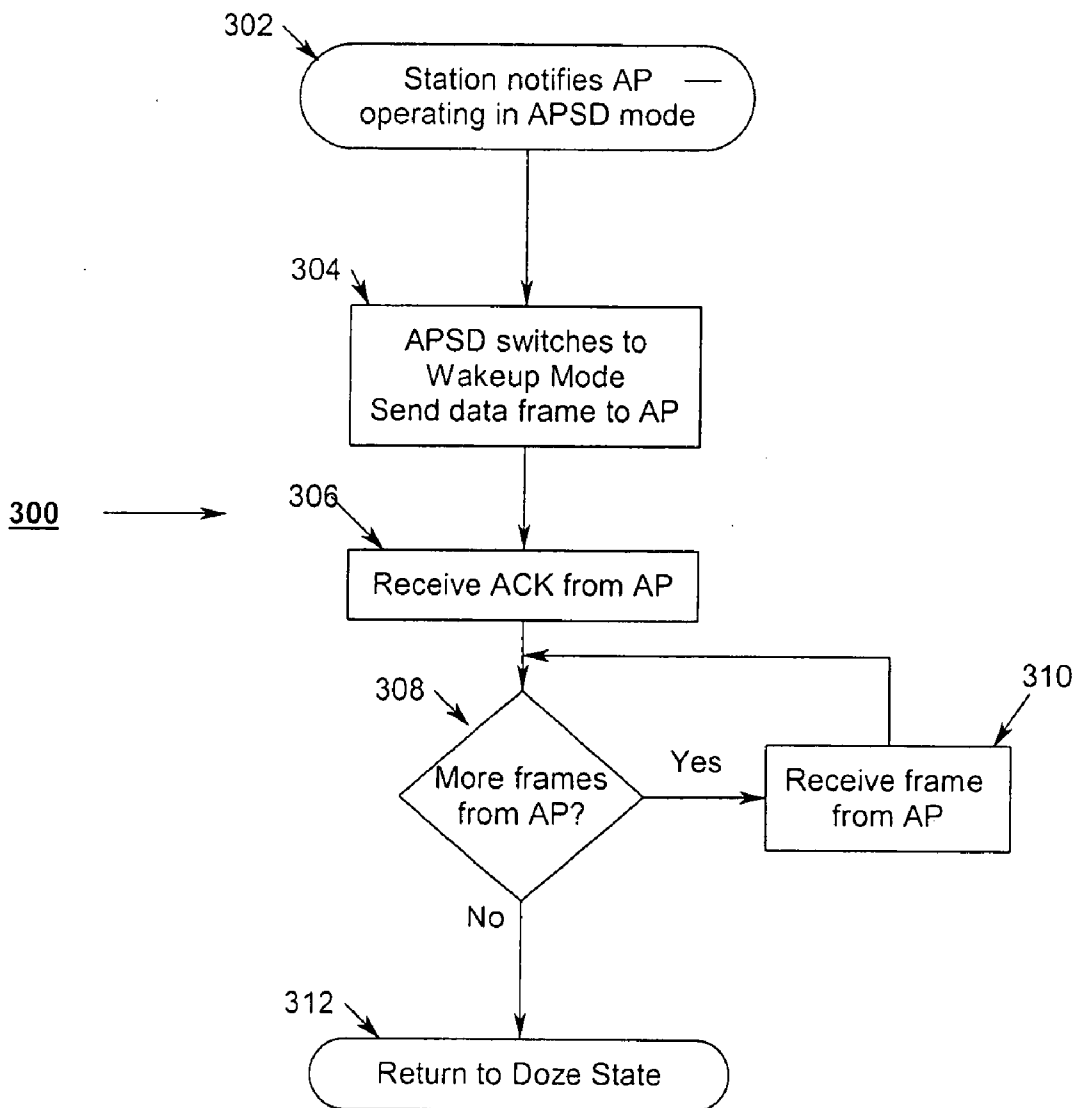 302
Station notifies AP —
operating in APSD mode
304
APSD switches to
Wakeup Mode
Send data frame to AP
300
306
Receive ACK from AP
308
310
More frames
from AP?
Yes
Receive frame
from AP
No
312
Return to Doze State